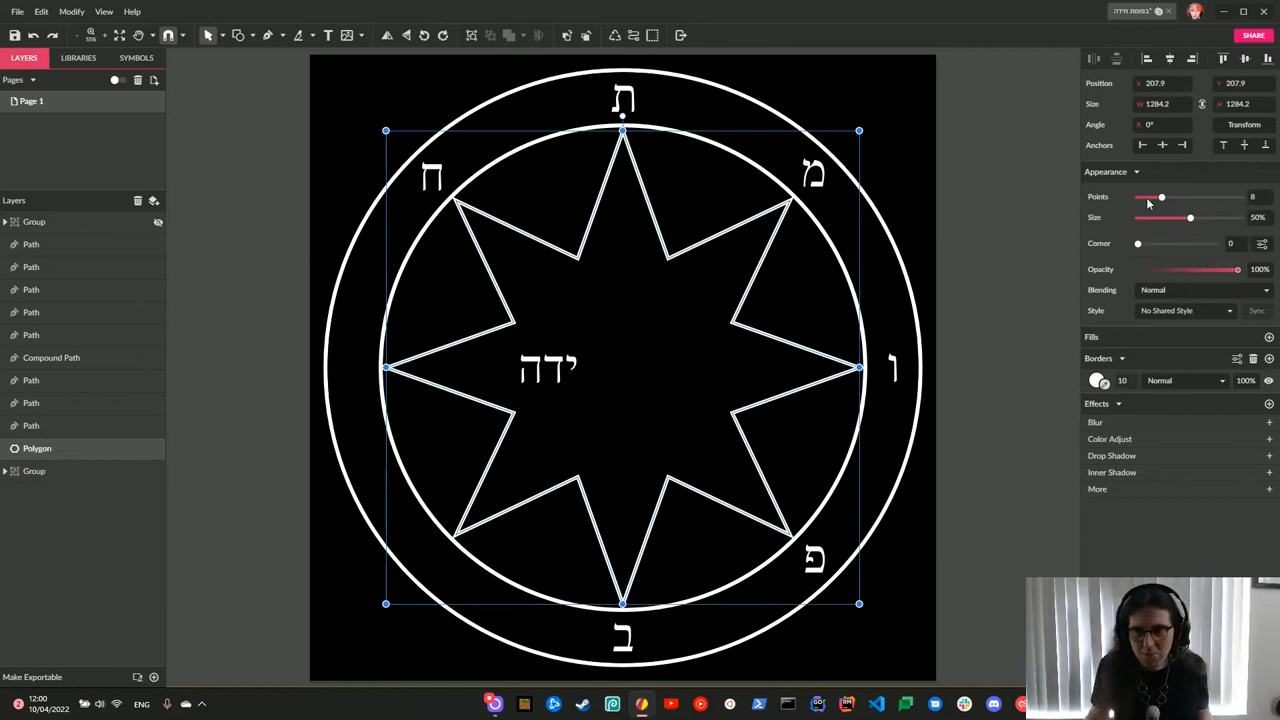 File Edit Modify View Help
בפומת חידה"
SHARE
55%
LAYERS LIBRARIES SYMBOLS
Pages
Page 1
Layers
Group
Path
Path
Path
Path
Path
Compound Path
Path
Path
Path
Polygon
Group
Make Exportable
ת
ח
מ
ידה
ו
פ
ב
Position X 207.9 Y 207.9
Size W 1284.2 H 1284.2
Angle R 0° Transform
Anchors
Appearance
Points 8
Size 50%
Corner 0
Opacity 100%
Blending Normal
Style No Shared Style Sync
Fills
Borders
10 Normal 100%
Effects
Blur
Color Adjust
Drop Shadow
Inner Shadow
More
2 12:00
10/04/2022
ENG